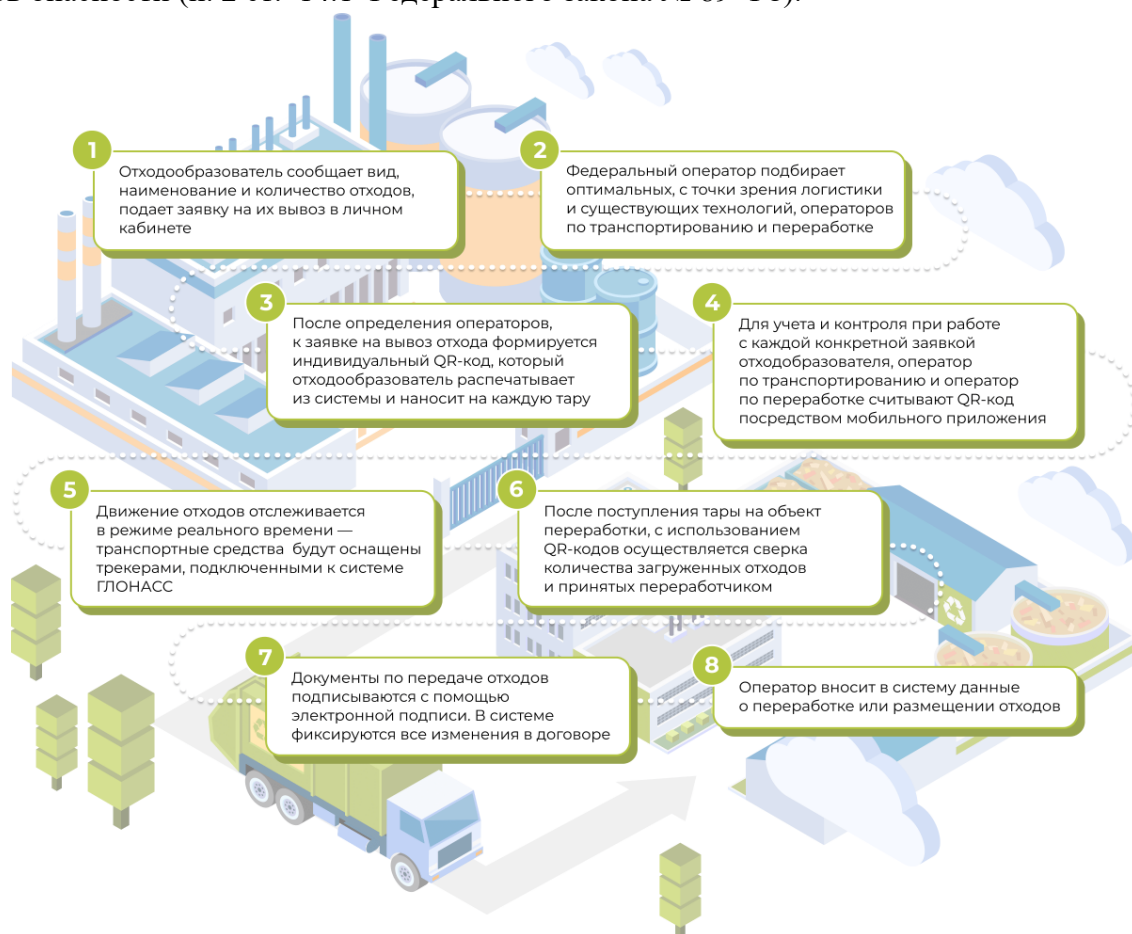 1
Отходообразователь сообщает вид,
наименование и количество отходов,
подает заявку на их вывоз в личном
кабинете
2
Федеральный оператор подбирает
оптимальных, с точки зрения логистики
и существующих технологий, операторов
по транспортированию и переработке
3
После определения операторов,
к заявке на вывоз отхода формируется
индивидуальный QR-код, который
отходообразователь распечатывает
из системы и наносит на каждую тару
4
Для учета и контроля при работе
с каждой конкретной заявкой
отходобразователя, оператор
по транспортированию и оператор
по переработке считывают QR-код
посредством мобильного приложения
5
Движение отходов отслеживается
в режиме реального времени —
транспортные средства будут оснащены
трекерами, подключенными к системе
ГЛОНАСС
6
После поступления тары на объект
переработки, с использованием
QR-кодов осуществляется сверка
количества загруженных отходов
и принятых переработчиком
7
Документы по передаче отходов
подписываются с помощью
электронной подписи. В системе
фиксируются все изменения в договоре
8
Оператор вносит в систему данные
о переработке или размещении отходов